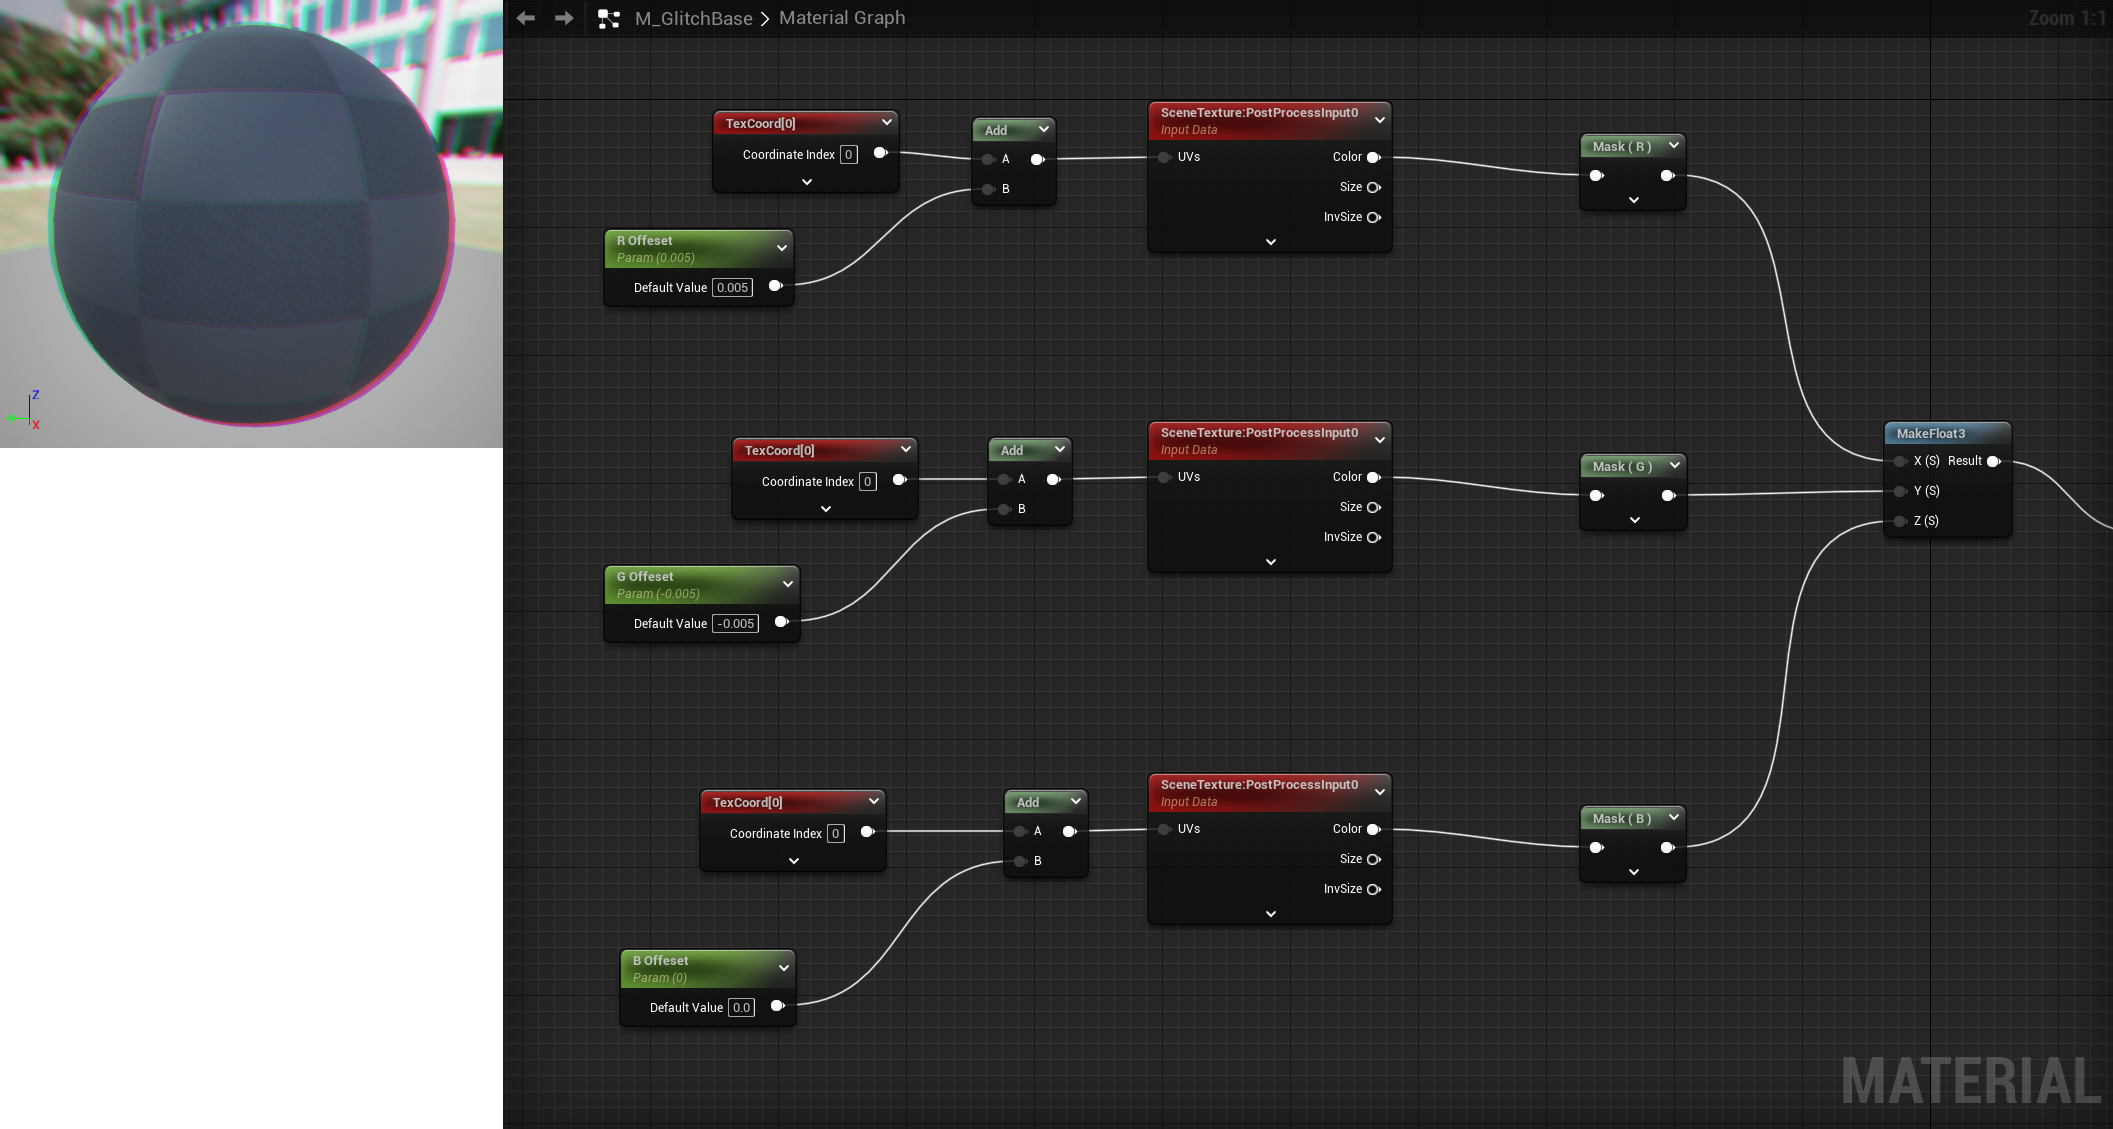 M_GlitchBase > Material Graph
Zoom 1:1
TexCoord[0]
Coordinate Index 0
Add
A
B
SceneTexture:PostProcessInput0
Input Data
UVs
Color
Size
InvSize
Mask ( R )
R Offeset
Param (0.005)
Default Value 0.005
TexCoord[0]
Coordinate Index 0
Add
A
B
SceneTexture:PostProcessInput0
Input Data
UVs
Color
Size
InvSize
Mask ( G )
MakeFloat3
X (S) Result
Y (S)
Z (S)
G Offeset
Param (-0.005)
Default Value -0.005
TexCoord[0]
Coordinate Index 0
Add
A
B
SceneTexture:PostProcessInput0
Input Data
UVs
Color
Size
InvSize
Mask ( B )
B Offeset
Param (0)
Default Value 0.0
Z
X
MATERIAL